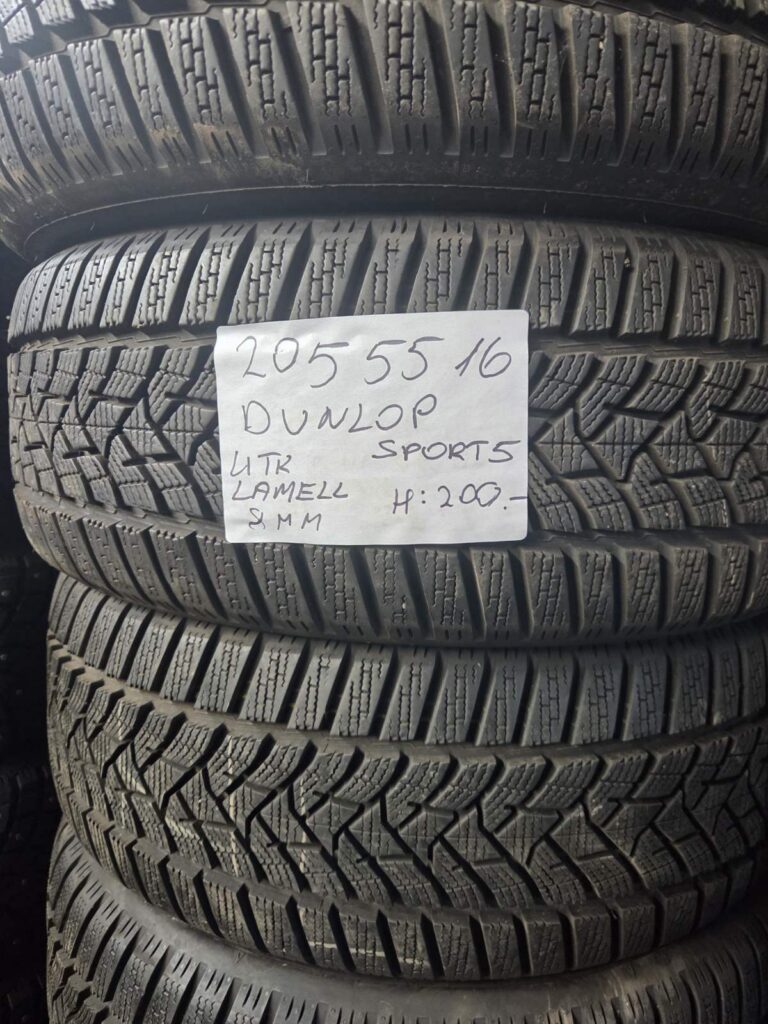 205 55 16
DUNLOP
SPORT5
4TK
LAMELL
8MM
H: 200.-